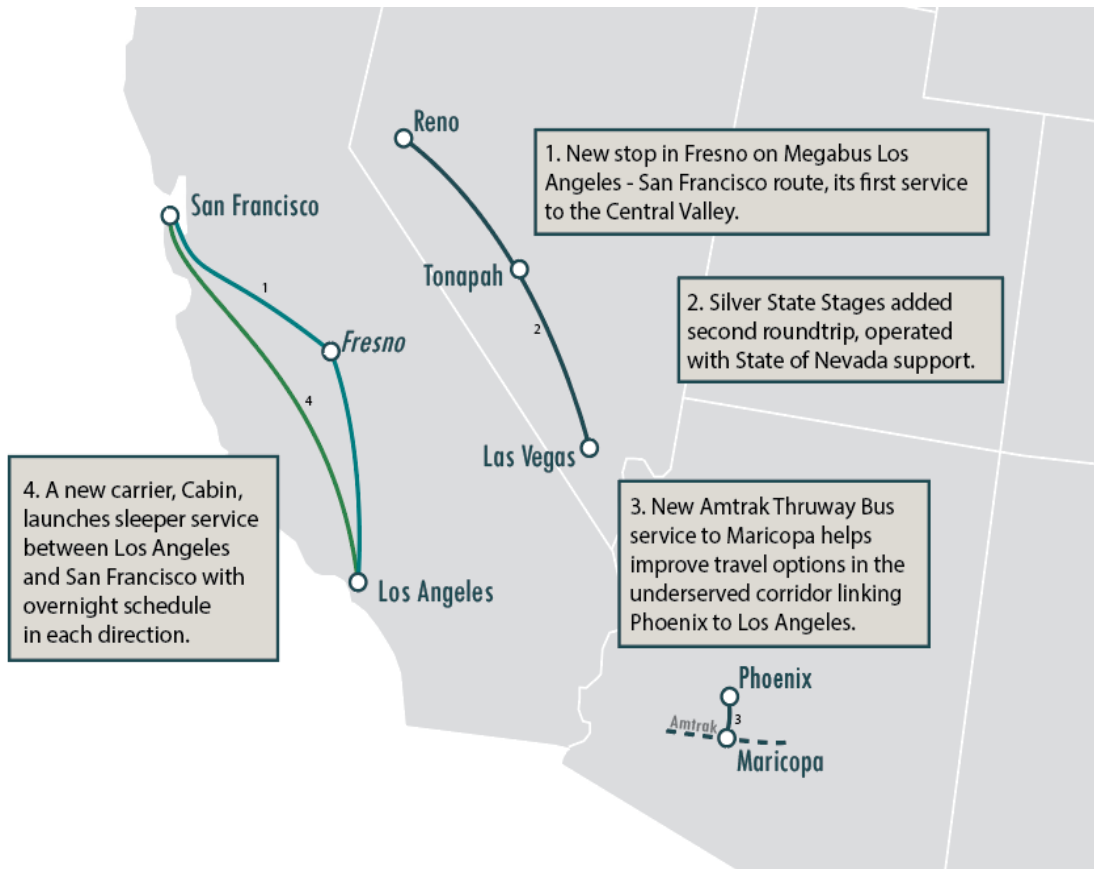 Reno
1. New stop in Fresno on Megabus Los
Angeles - San Francisco route, its first service
to the Central Valley.
San Francisco
Tonapah
1
2
2. Silver State Stages added
second roundtrip, operated
with State of Nevada support.
Fresno
4
Las Vegas
4. A new carrier, Cabin,
launches sleeper service
between Los Angeles
and San Francisco with
overnight schedule
in each direction.
3. New Amtrak Thruway Bus
service to Maricopa helps
improve travel options in the
underserved corridor linking
Phoenix to Los Angeles.
Los Angeles
Phoenix
Amtrak
3
Maricopa